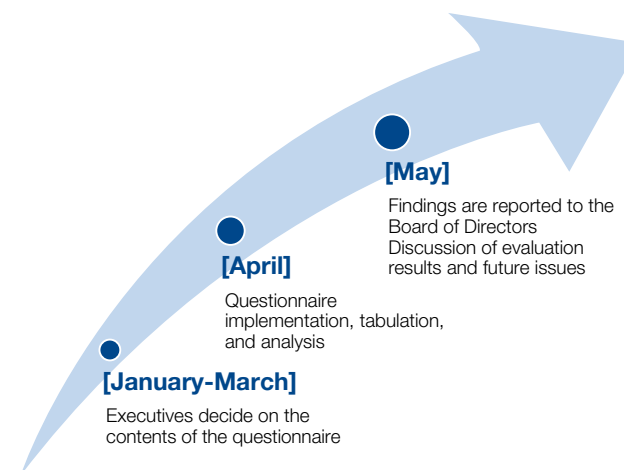 [May]
Findings are reported to the
Board of Directors
Discussion of evaluation
results and future issues
[April]
Questionnaire
implementation, tabulation,
and analysis
[January-March]
Executives decide on the
contents of the questionnaire